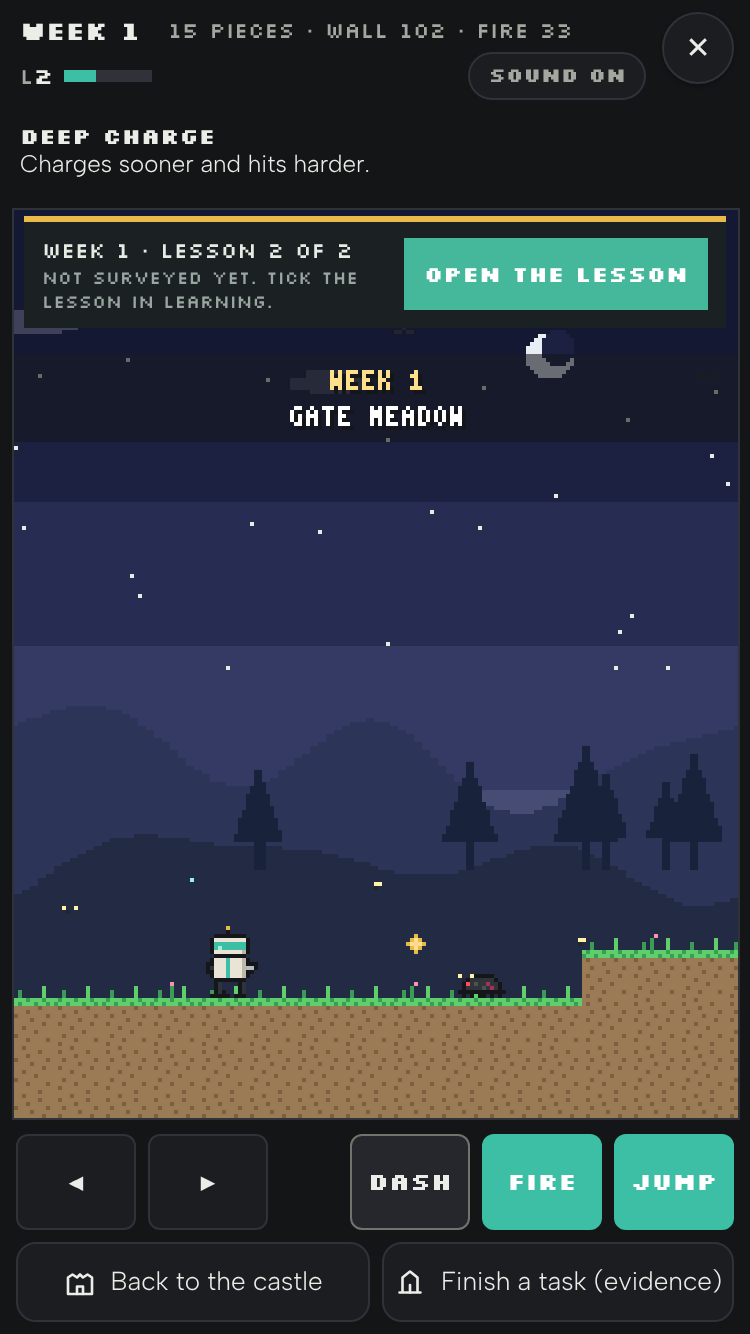 WEEK 1 15 PIECES · WALL 102 · FIRE 33
L2 SOUND ON
DEEP CHARGE
Charges sooner and hits harder.
WEEK 1 · LESSON 2 OF 2
NOT SURVEYED YET. TICK THE
LESSON IN LEARNING.
OPEN THE LESSON
WEEK 1
GATE MEADOW
DASH FIRE JUMP
Back to the castle Finish a task (evidence)